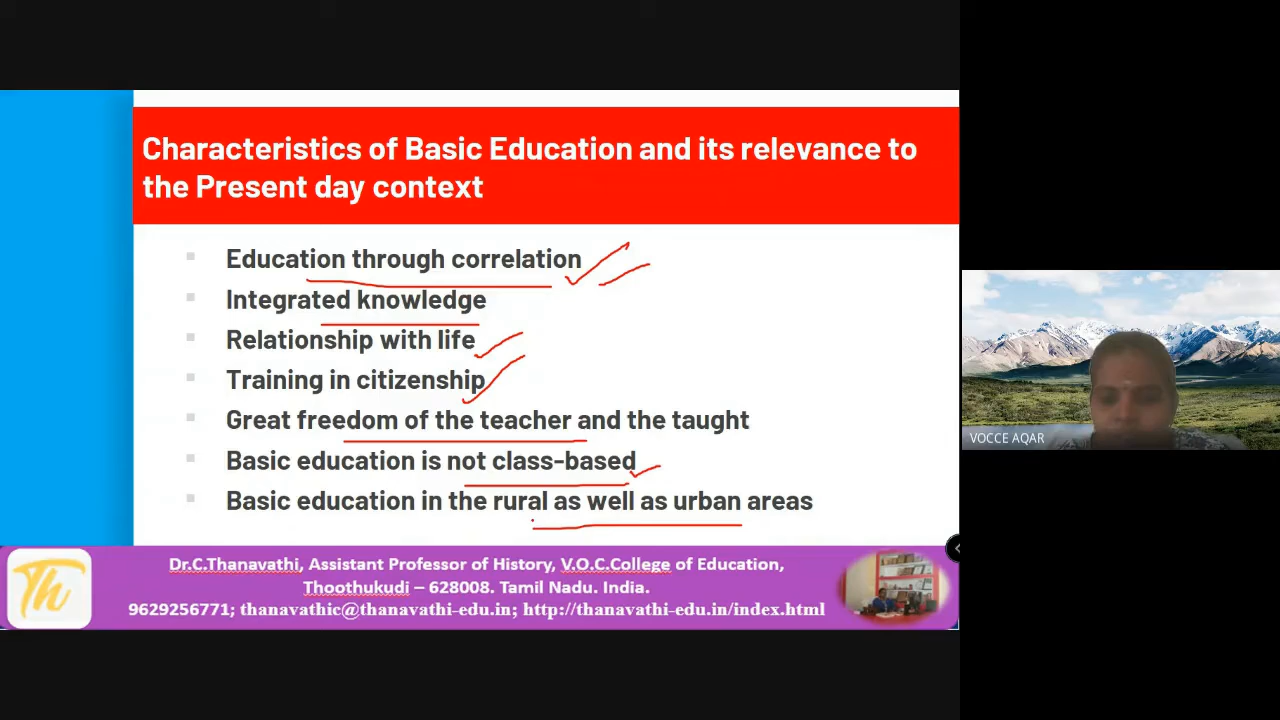 Characteristics of Basic Education and its relevance to
the Present day context
Education through correlation
Integrated knowledge
Relationship with life
Training in citizenship
Great freedom of the teacher and the taught
Basic education is not class-based
Basic education in the rural as well as urban areas
VOCCE AQAR
Th
Dr.C.Thanavathi, Assistant Professor of History, V.O.C.College of Education,
Thoothukudi – 628008. Tamil Nadu. India.
9629256771; thanavathic@thanavathi-edu.in; http://thanavathi-edu.in/index.html